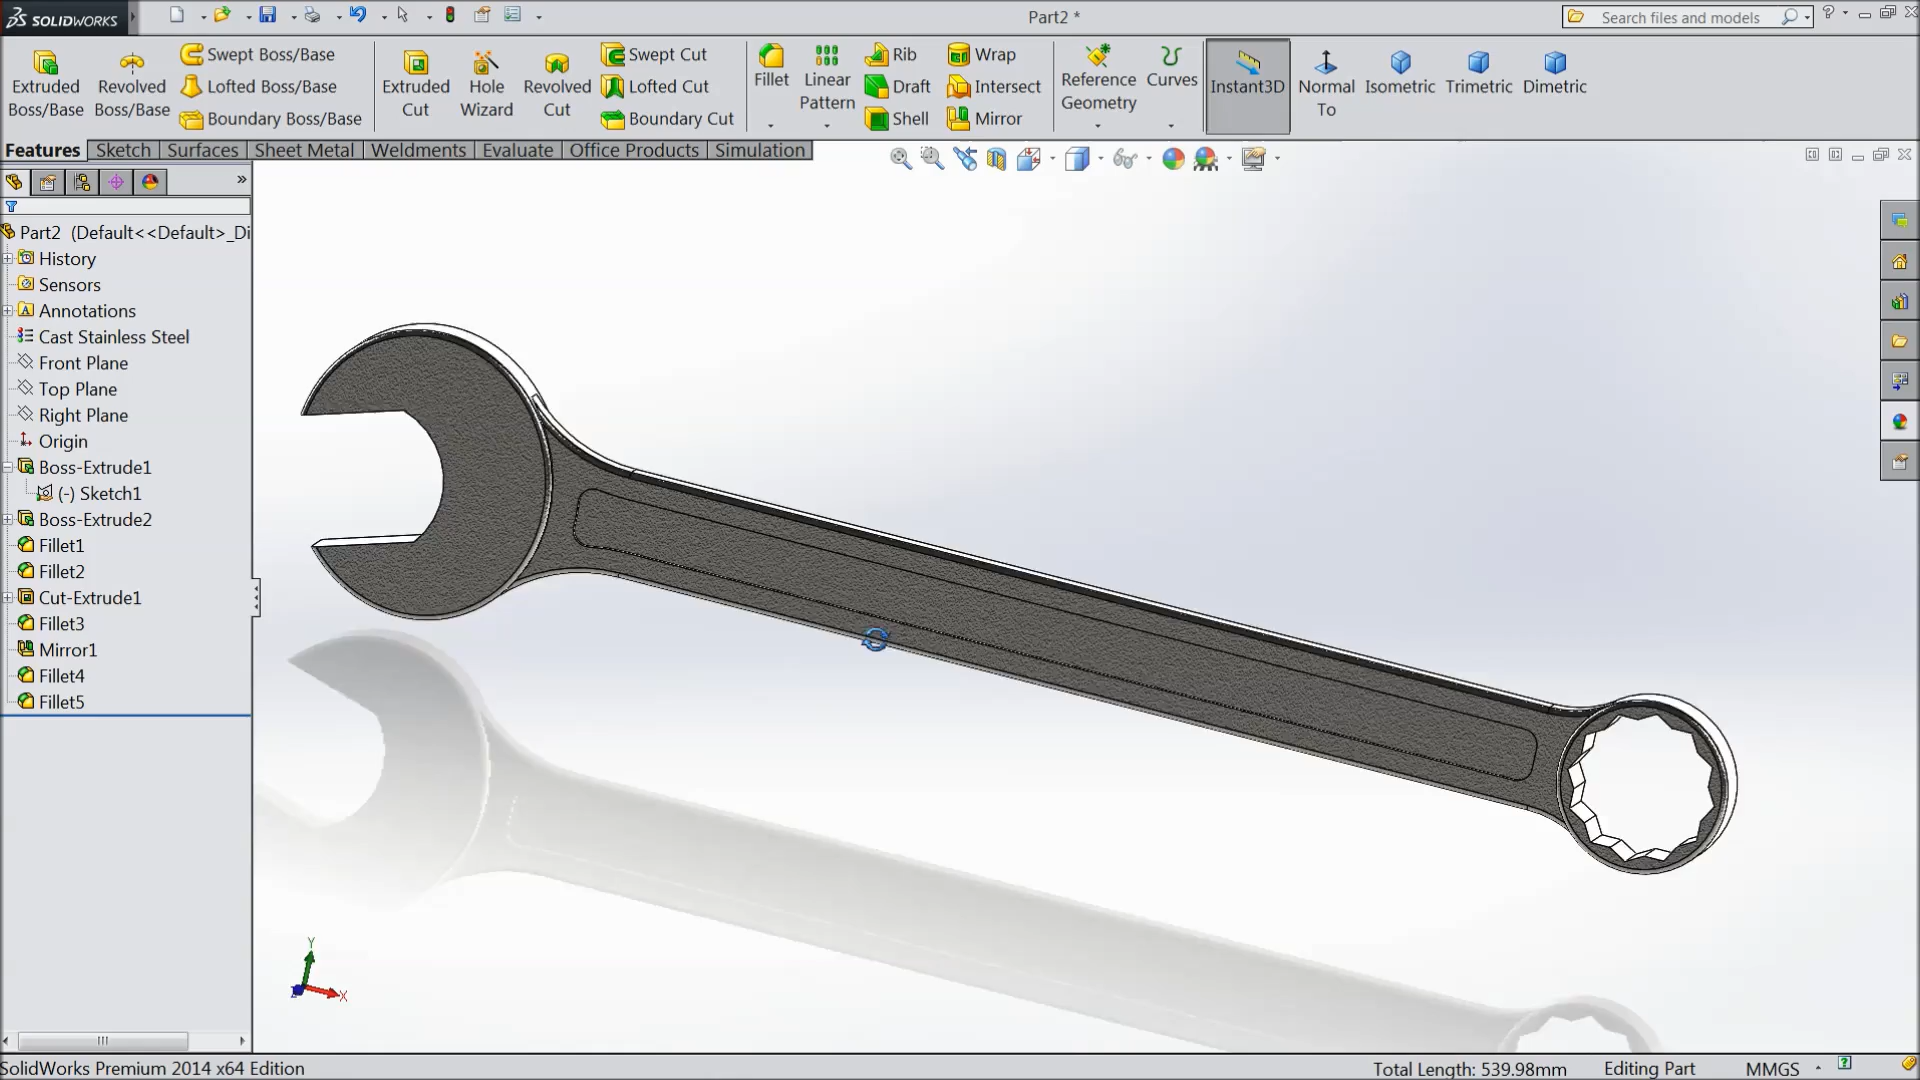 SOLIDWORKS
Part2 *
Search files and models
?
Extruded Boss/Base
Revolved Boss/Base
Swept Boss/Base
Lofted Boss/Base
Boundary Boss/Base
Extruded Cut
Hole Wizard
Revolved Cut
Swept Cut
Lofted Cut
Boundary Cut
Fillet
Linear Pattern
Rib
Draft
Shell
Wrap
Intersect
Mirror
Reference Geometry
Curves
Instant3D
Normal To
Isometric
Trimetric
Dimetric
Features
Sketch
Surfaces
Sheet Metal
Weldments
Evaluate
Office Products
Simulation
Part2 (Default<<Default>_Di
History
Sensors
Annotations
Cast Stainless Steel
Front Plane
Top Plane
Right Plane
Origin
Boss-Extrude1
(-) Sketch1
Boss-Extrude2
Fillet1
Fillet2
Cut-Extrude1
Fillet3
Mirror1
Fillet4
Fillet5
Y
X
SolidWorks Premium 2014 x64 Edition
Total Length: 539.98mm
Editing Part
MMGS